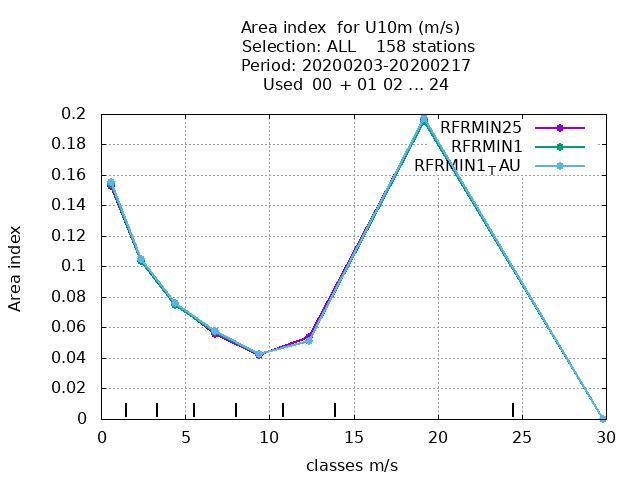 Area index  for U10m (m/s)
Selection: ALL    158 stations
Period: 20200203-20200217
Used  00 + 01 02 ... 24
RFRMIN25
RFRMIN1
RFRMIN1TAU
Area index
0.2
0.18
0.16
0.14
0.12
0.1
0.08
0.06
0.04
0.02
0
0 5 10 15 20 25 30
classes m/s